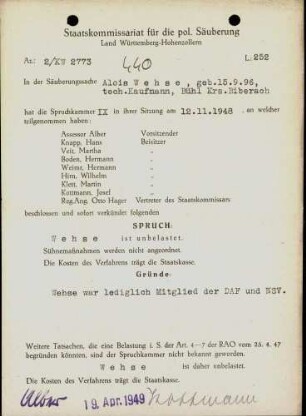 Staatskommissariat für die pol. Säuberung
Land Württemberg-Hohenzollern
Az.: 2/KW 2773
440
L:252
In der Säuberungssache Alois Wehse, geb.15.9.96,
tech.Kaufmann, Bühl Krs.Biberach
hat die Spruchkammer IX in ihrer Sitzung am 12.11.1948, an welcher
teilgenommen haben:
Assessor Alber Vorsitzender
Knapp, Hans Beisitzer
Veit, Martha "
Boden, Hermann "
Hirn, Wilhelm "
Klett, Martin "
Josef "
Reg.Ang. Otto Hager Vertreter des Staatskommissars
beschlossen und sofort verkündet folgenden
SPRUCH:
Wehse ist unbelastet.
Sühnemaßnahmen werden nicht angeordnet.
Die Kosten des Verfahrens trägt die Staatskasse.
Gründe:
Wehse war lediglich Mitglied der DAF und NSV.
Weitere Tatsachen, die eine Belastung i. S. der Art. 4—7 der RAO vom 25. 4. 47
begründen könnten, sind der Spruchkammer nicht bekannt geworden.
Wehse ist daher unbelastet.
Die Kosten des Verfahrens trägt die Staatskasse.
Alber
19. Apr. 1949